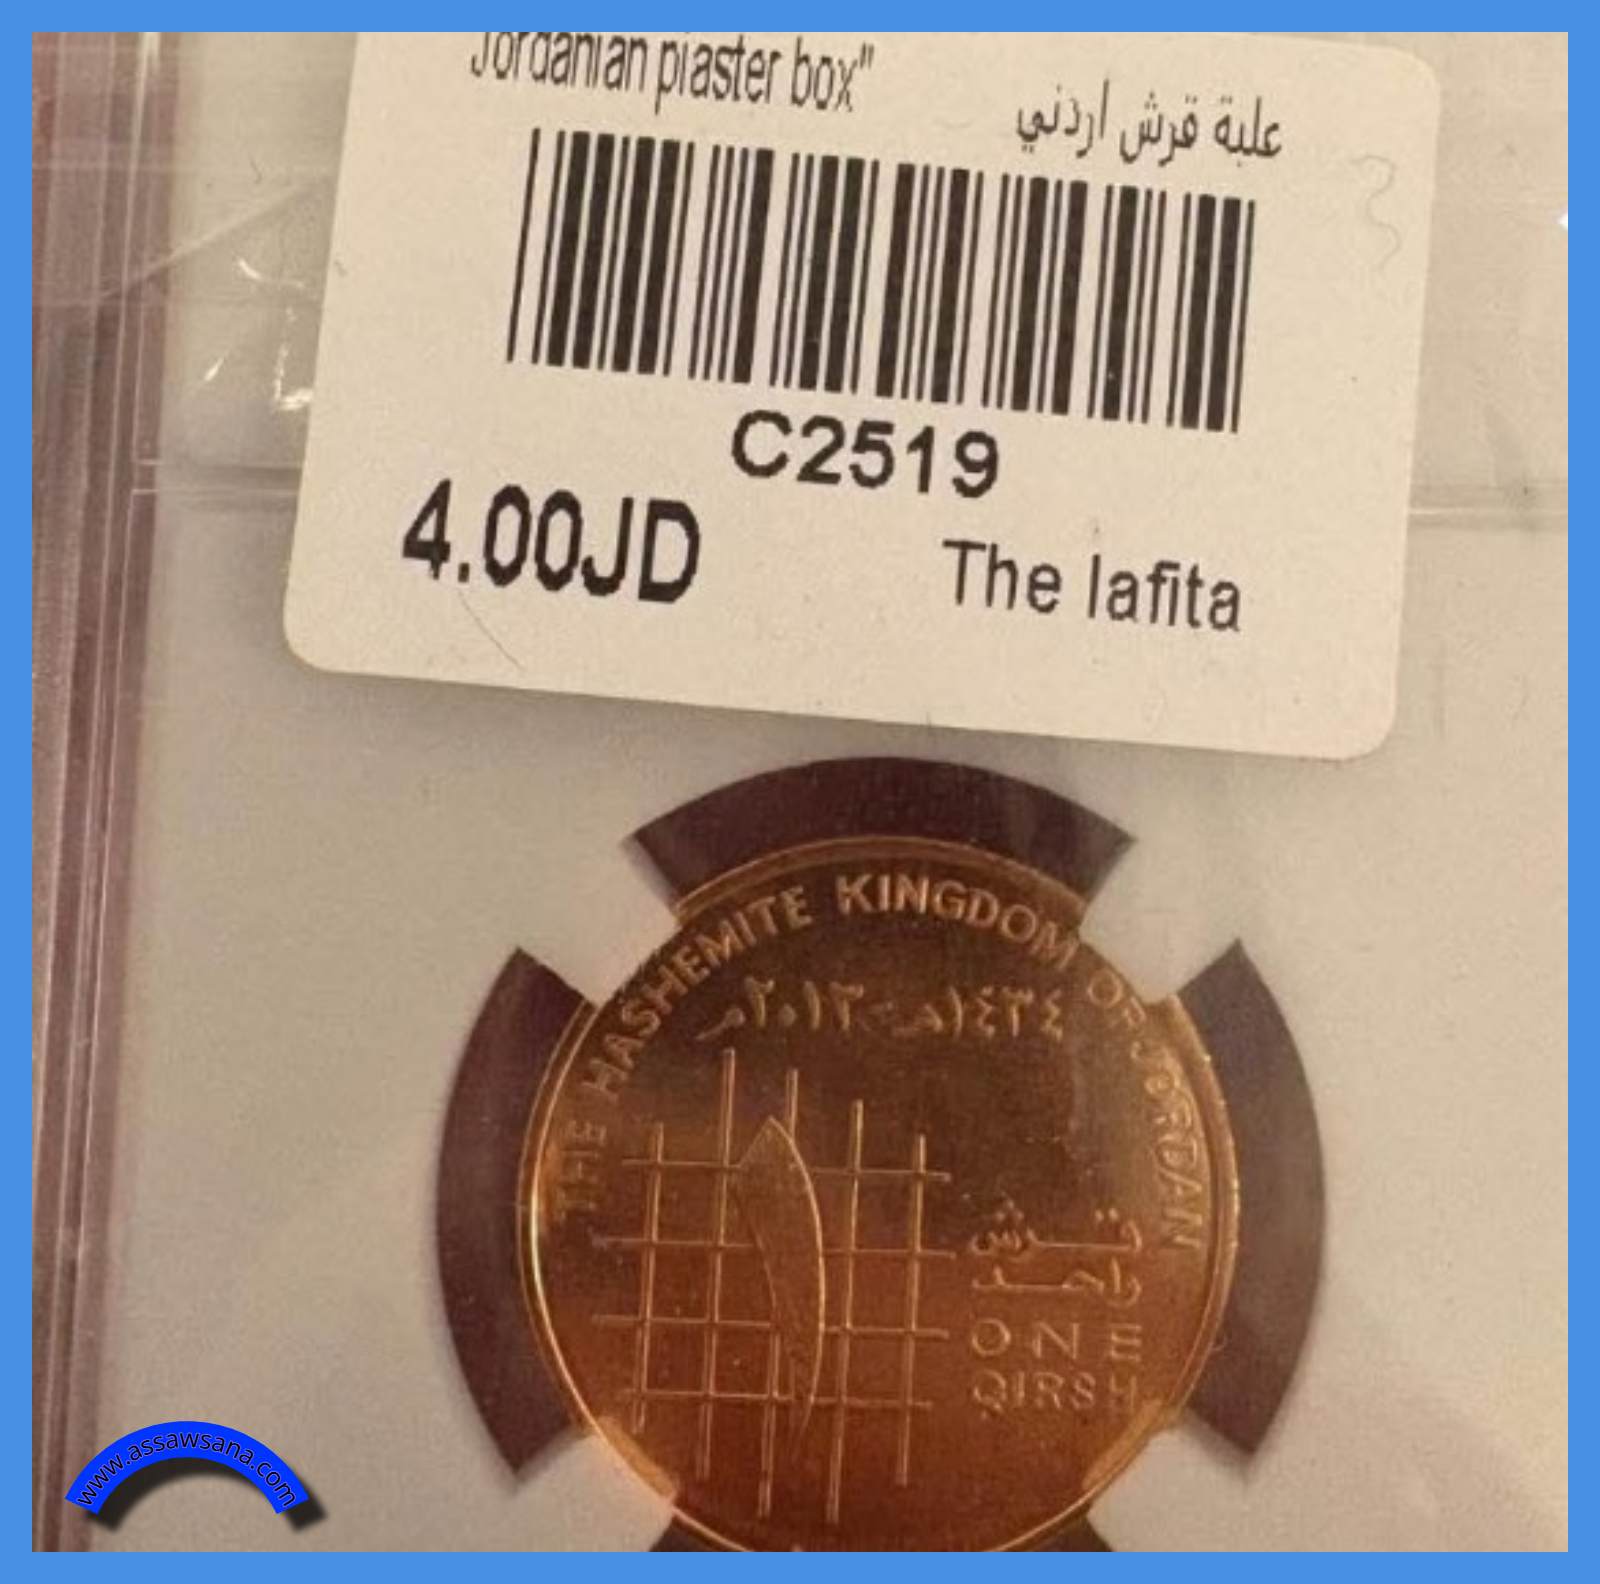 Jordanian piaster box"
علبة قرش اردني
C2519
4.00JD
The lafita
THE HASHEMITE KINGDOM OF JORDAN
١٤٣٤هـ - ٢٠١٣م
قرش
واحد
ONE
QIRSH
www.assawsana.com